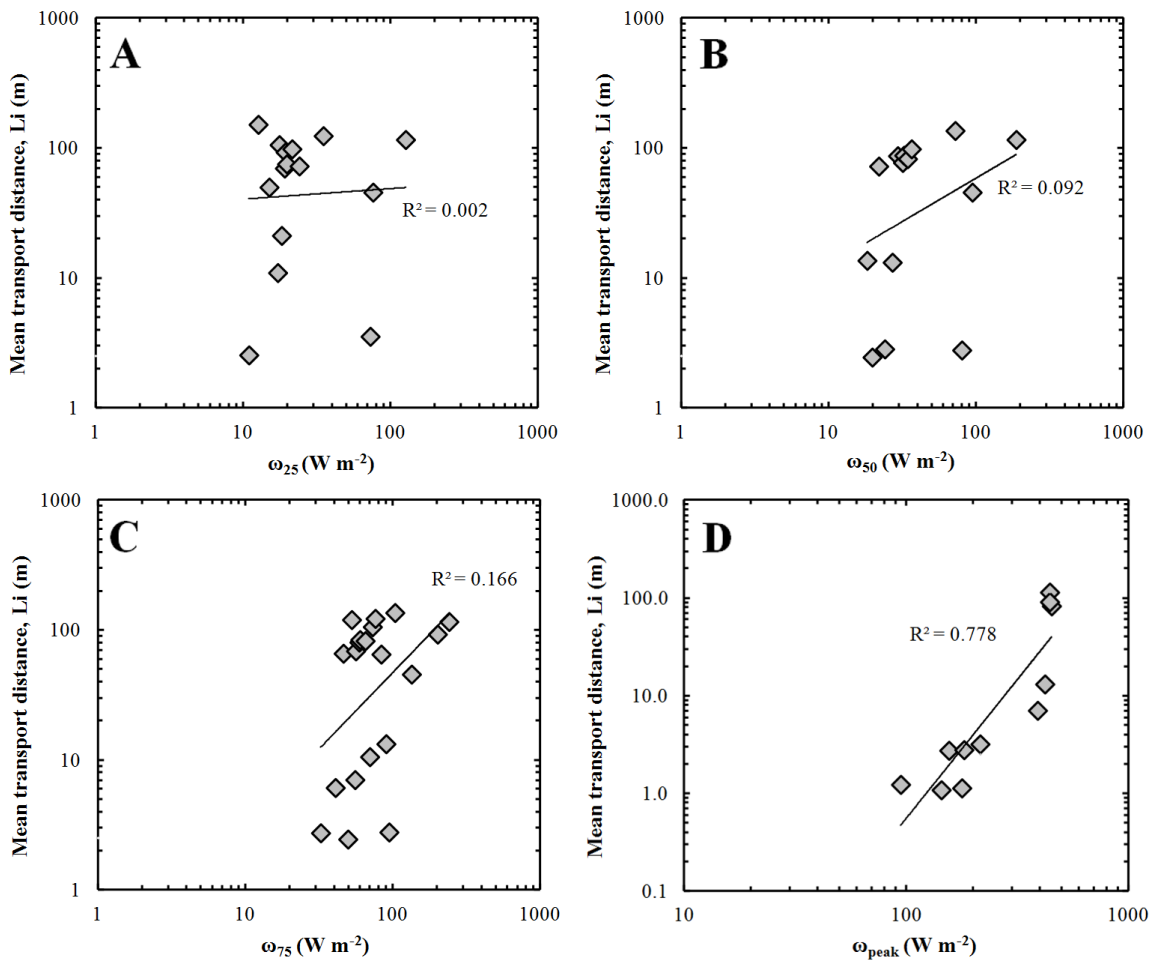 A
Mean transport distance, Li (m)
1000
100
10
1
R² = 0.002
1 10 100 1000
ω25 (W m-2)
B
Mean transport distance, Li (m)
1000
100
10
1
R² = 0.092
1 10 100 1000
ω50 (W m-2)
C
Mean transport distance, Li (m)
1000
100
10
1
R² = 0.166
1 10 100 1000
ω75 (W m-2)
D
Mean transport distance, Li (m)
1000.0
100.0
10.0
1.0
0.1
R² = 0.778
10 100 1000
ωpeak (W m-2)